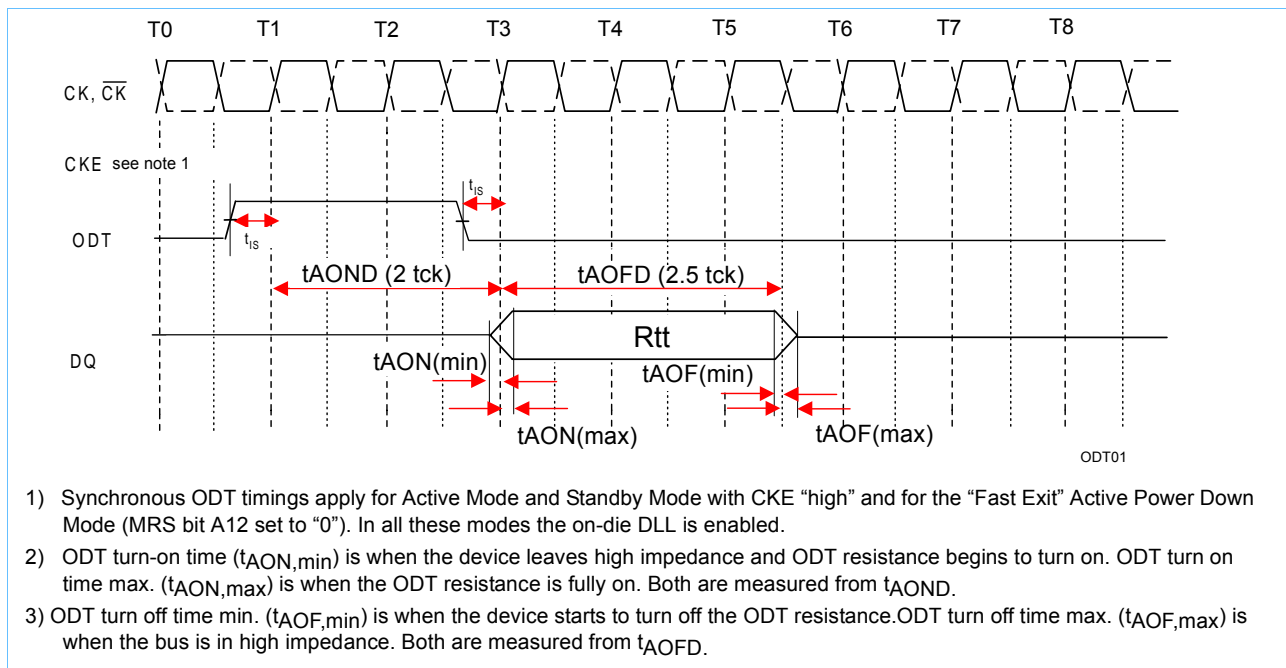 T0 T1 T2 T3 T4 T5 T6 T7 T8
CK, CK
CKE see note 1
tIS
ODT
tIS
tAOND (2 tck)
tAOFD (2.5 tck)
Rtt
DQ
tAON(min)
tAOF(min)
tAON(max)
tAOF(max)
ODT01
1) Synchronous ODT timings apply for Active Mode and Standby Mode with CKE “high” and for the “Fast Exit” Active Power Down
Mode (MRS bit A12 set to “0”). In all these modes the on-die DLL is enabled.
2) ODT turn-on time (tAON,min) is when the device leaves high impedance and ODT resistance begins to turn on. ODT turn on
time max. (tAON,max) is when the ODT resistance is fully on. Both are measured from tAOND.
3) ODT turn off time min. (tAOF,min) is when the device starts to turn off the ODT resistance.ODT turn off time max. (tAOF,max) is
when the bus is in high impedance. Both are measured from tAOFD.